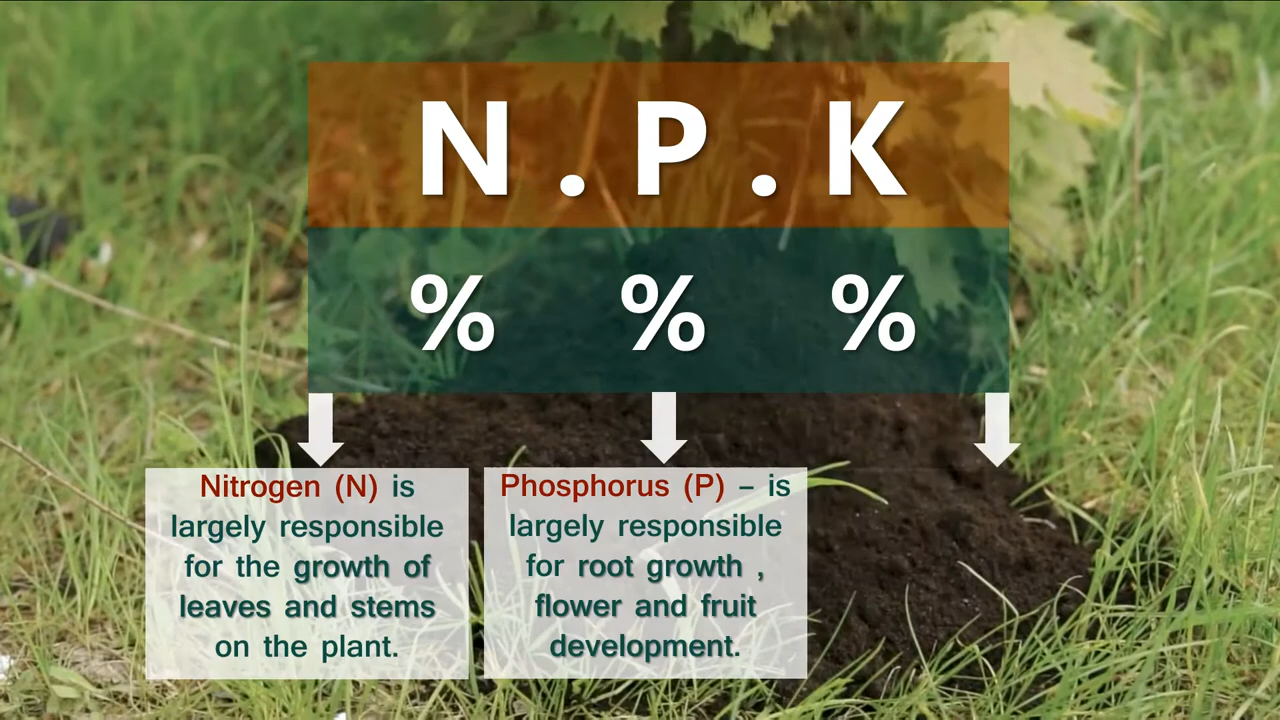 N . P . K
% % %
Nitrogen (N) is
largely responsible
for the growth of
leaves and stems
on the plant.
Phosphorus (P) – is
largely responsible
for root growth ,
flower and fruit
development.